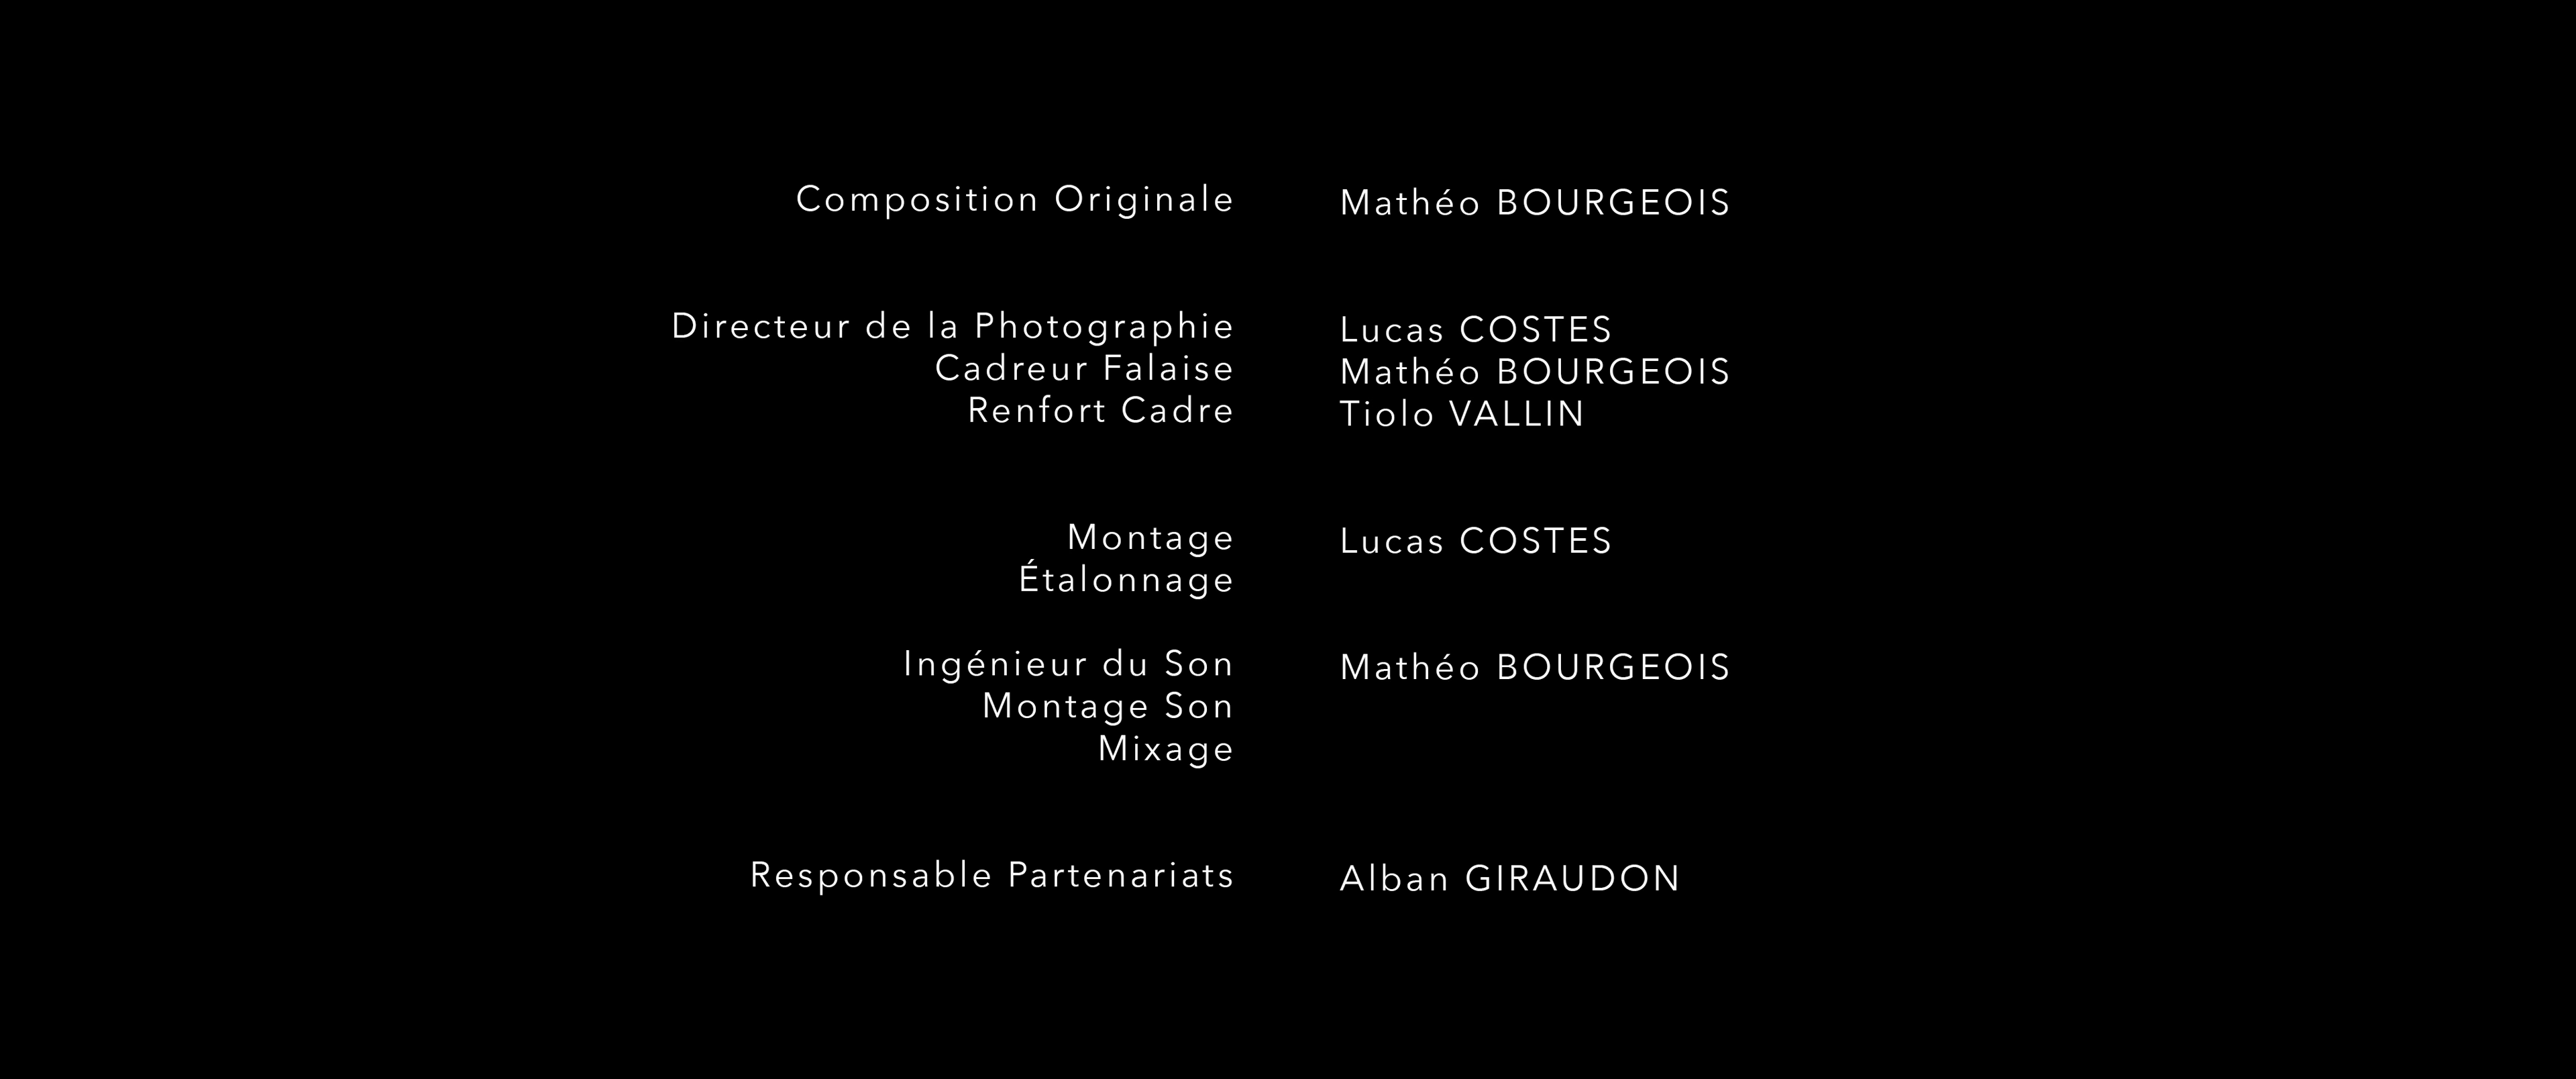 Composition Originale Mathéo BOURGEOIS
Directeur de la Photographie Lucas COSTES
Cadreur Falaise Mathéo BOURGEOIS
Renfort Cadre Tiolo VALLIN
Montage Lucas COSTES
Étalonnage
Ingénieur du Son Mathéo BOURGEOIS
Montage Son
Mixage
Responsable Partenariats Alban GIRAUDON